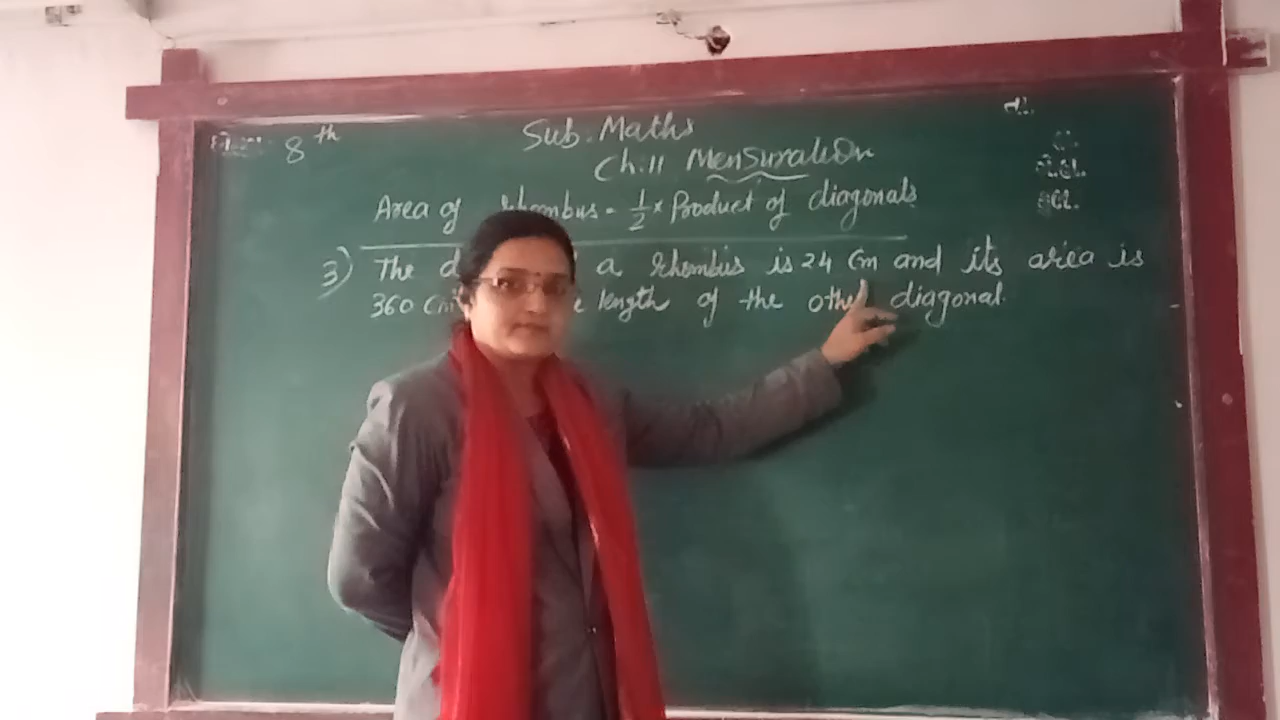 8th
Sub. Maths
Ch.11 Mensuration
Area of rhombus = 1/2 × Product of diagonals
3) The d a rhombus is 24 Cm and its area is
360 cm length of the other diagonal.